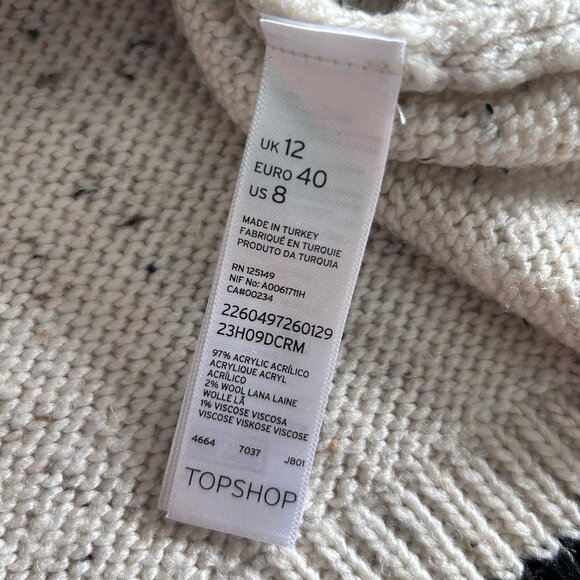 UK 12
EURO 40
US 8
MADE IN TURKEY
FABRIQUÉ EN TURQUIE
PRODUTO DA TURQUIA
RN 125149
NIF No: A0061711H
CA#00234
2260497260129
23H09DCRM
97% ACRYLIC ACRÍLICO
ACRYLIQUE ACRYL
ACRÍLICO
2% WOOL LANA LAINE
WOLLE LÃ
1% VISCOSE VISCOSA
VISCOSE VISKOSE VISCOSE
4664 7037 JB01
TOPSHOP